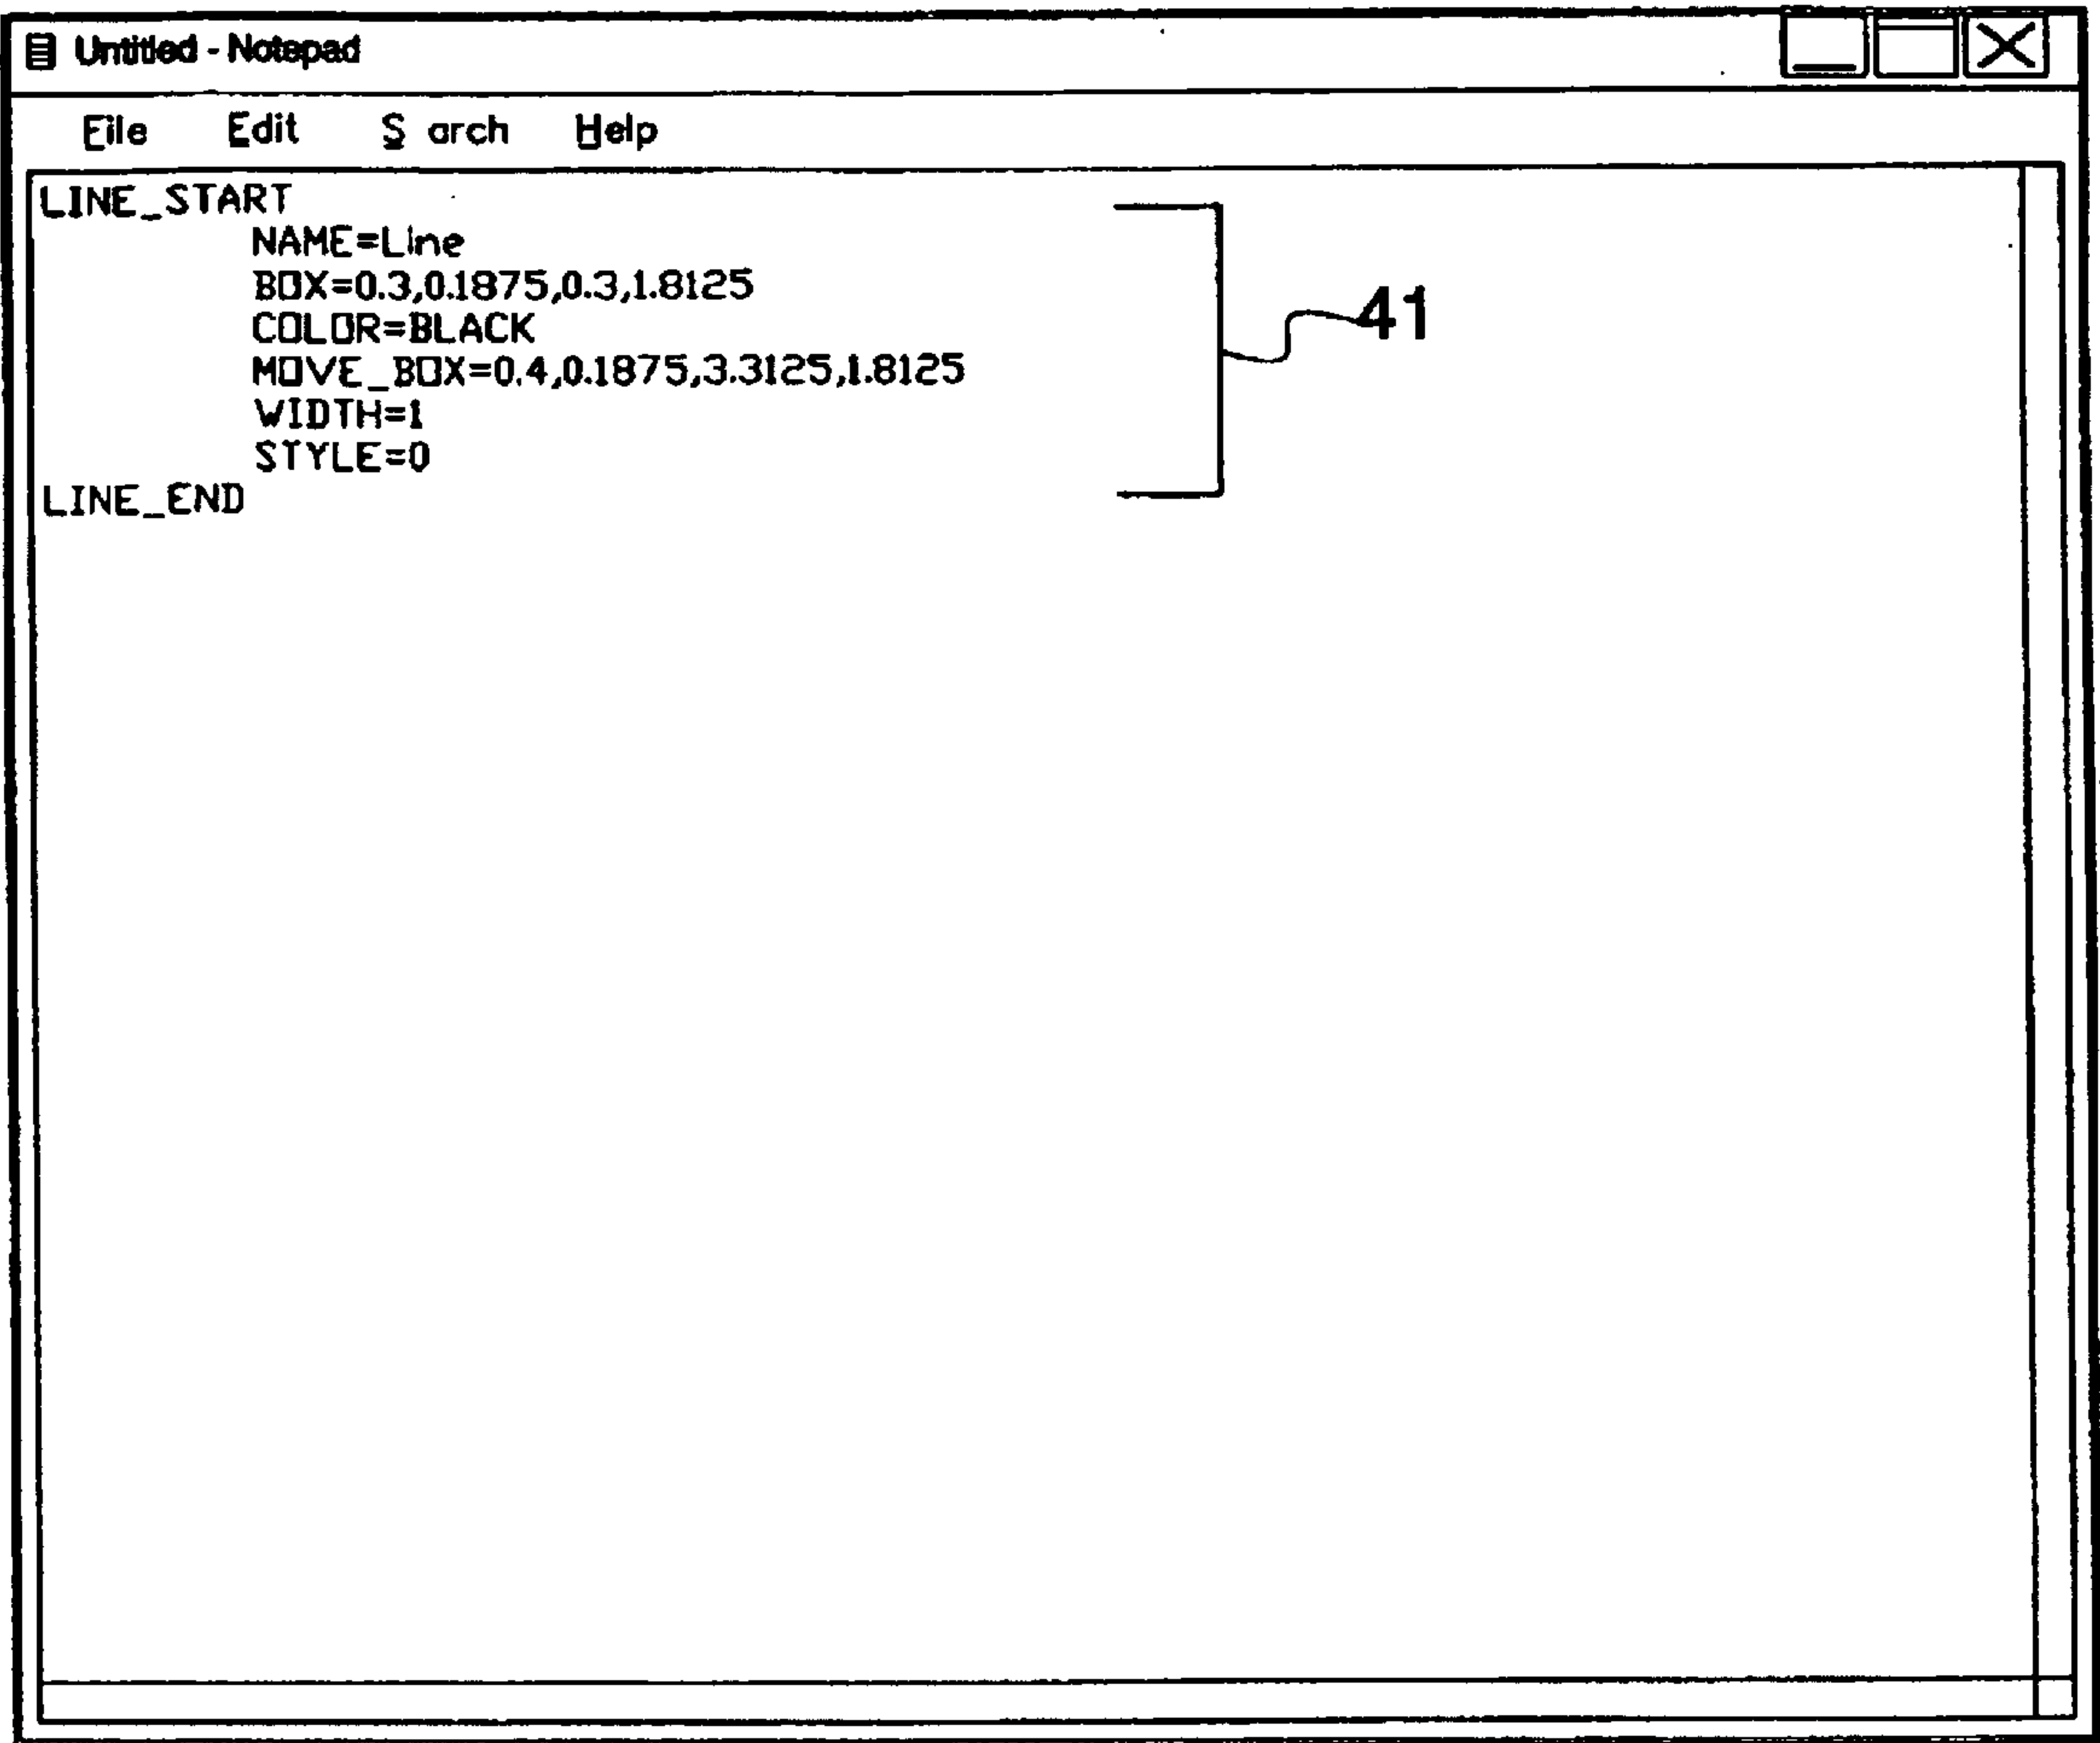 Untitled - Notepad
File Edit S arch Help
LINE_START
NAME=Line
BOX=0.3,0.1875,0.3,1.8125
COLOR=BLACK
MOVE_BOX=0.4,0.1875,3.3125,1.8125
WIDTH=1
STYLE=0
LINE_END
41